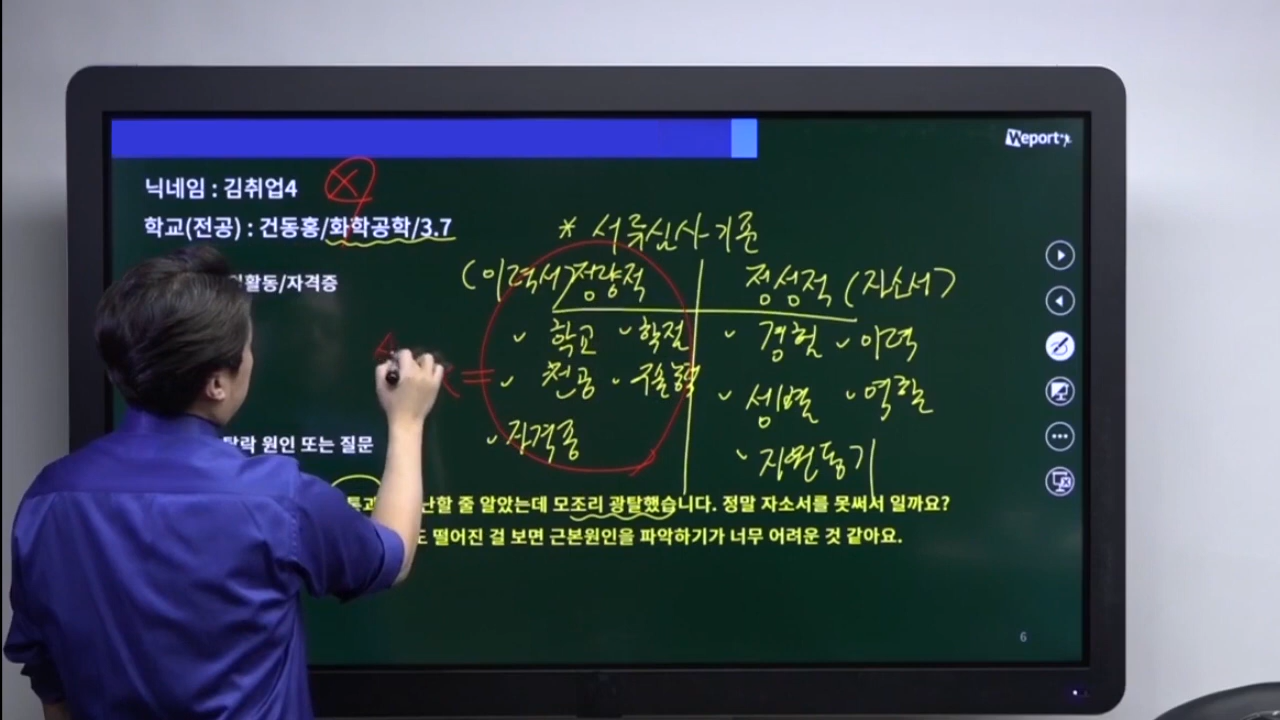 Weport
닉네임 : 김취업4
학교(전공) : 건동홍/화학공학/3.7
* 서류심사기준
활동/자격증
(이력서) 정량적
정성적 (자소서)
학교 학점
경험 이력
전공
역할
자격증
지원동기
탈락 원인 또는 질문
난할 줄 알았는데 모조리 광탈했습니다. 정말 자소서를 못써서 일까요?
떨어진 걸 보면 근본원인을 파악하기가 너무 어려운 것 같아요.
6